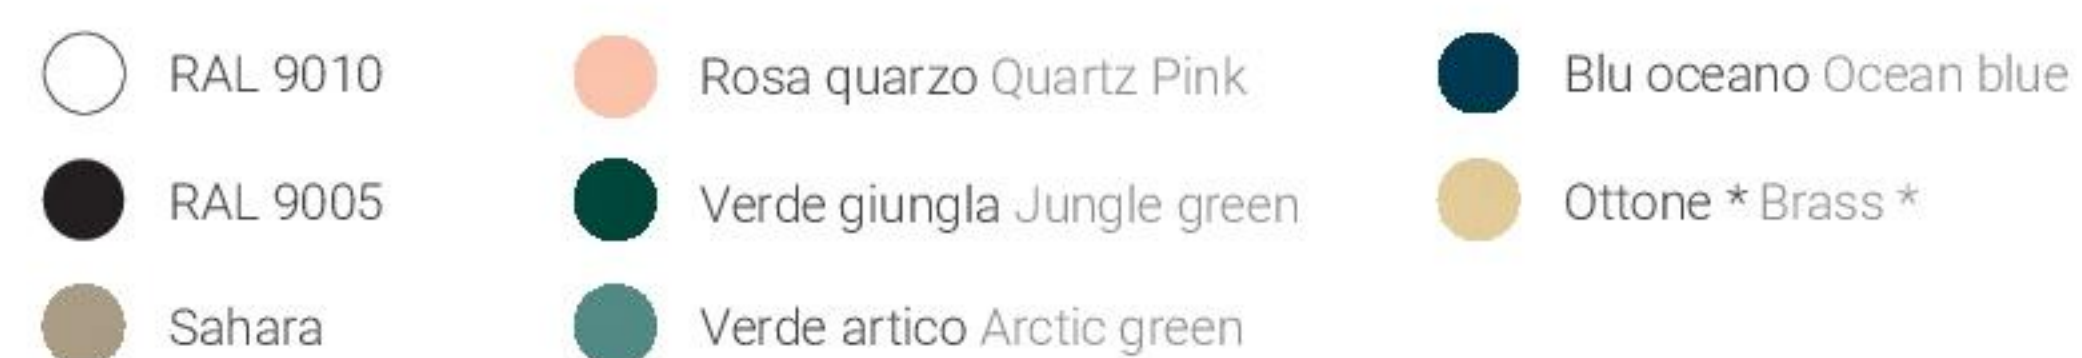 RAL 9010
RAL 9005
Sahara
Rosa quarzo Quartz Pink
Verde giungla Jungle green
Verde artico Arctic green
Blu oceano Ocean blue
Ottone * Brass *